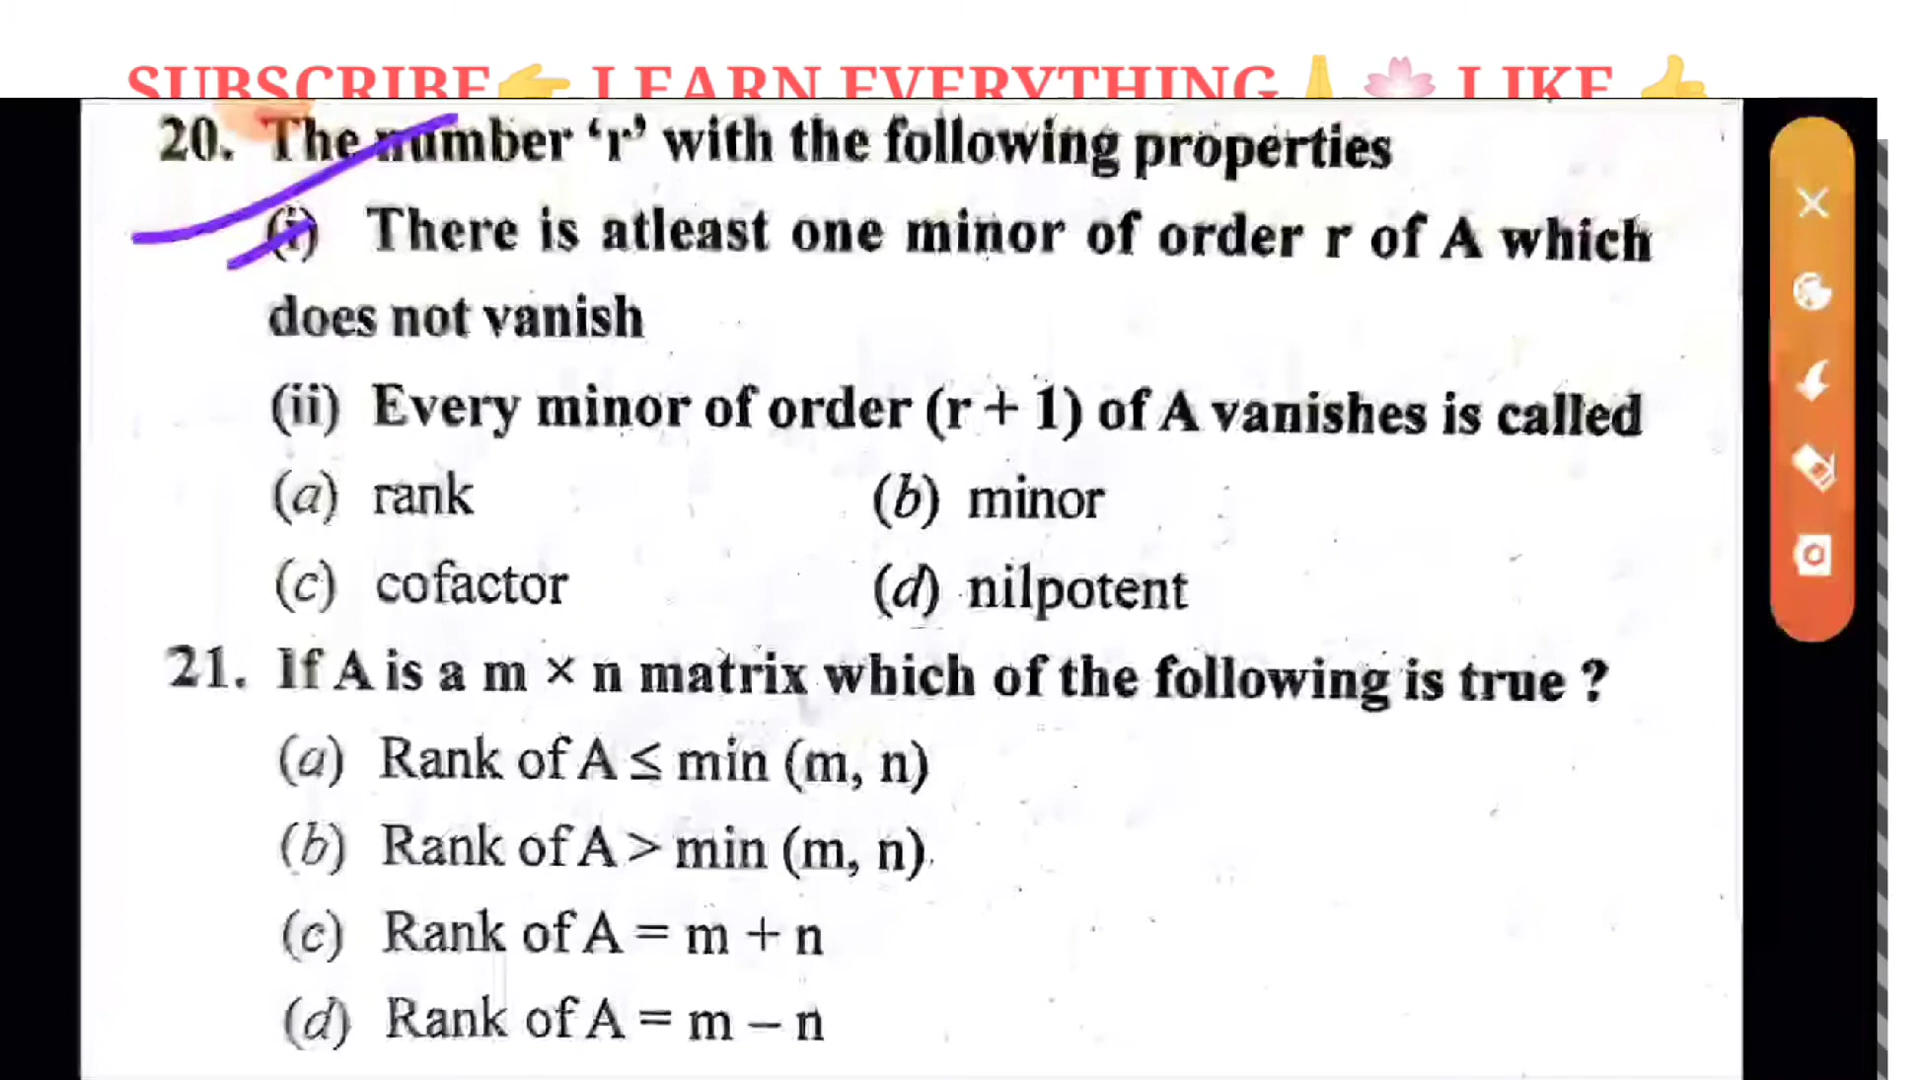 SUBSCRIBE👉 LEARN EVERYTHING🙏🌸 LIKE 👍
20. The number ‘r’ with the following properties
(i) There is atleast one minor of order r of A which
does not vanish
(ii) Every minor of order (r + 1) of A vanishes is called
(a) rank (b) minor
(c) cofactor (d) nilpotent
21. If A is a m × n matrix which of the following is true ?
(a) Rank of A ≤ min (m, n)
(b) Rank of A > min (m, n)
(c) Rank of A = m + n
(d) Rank of A = m – n